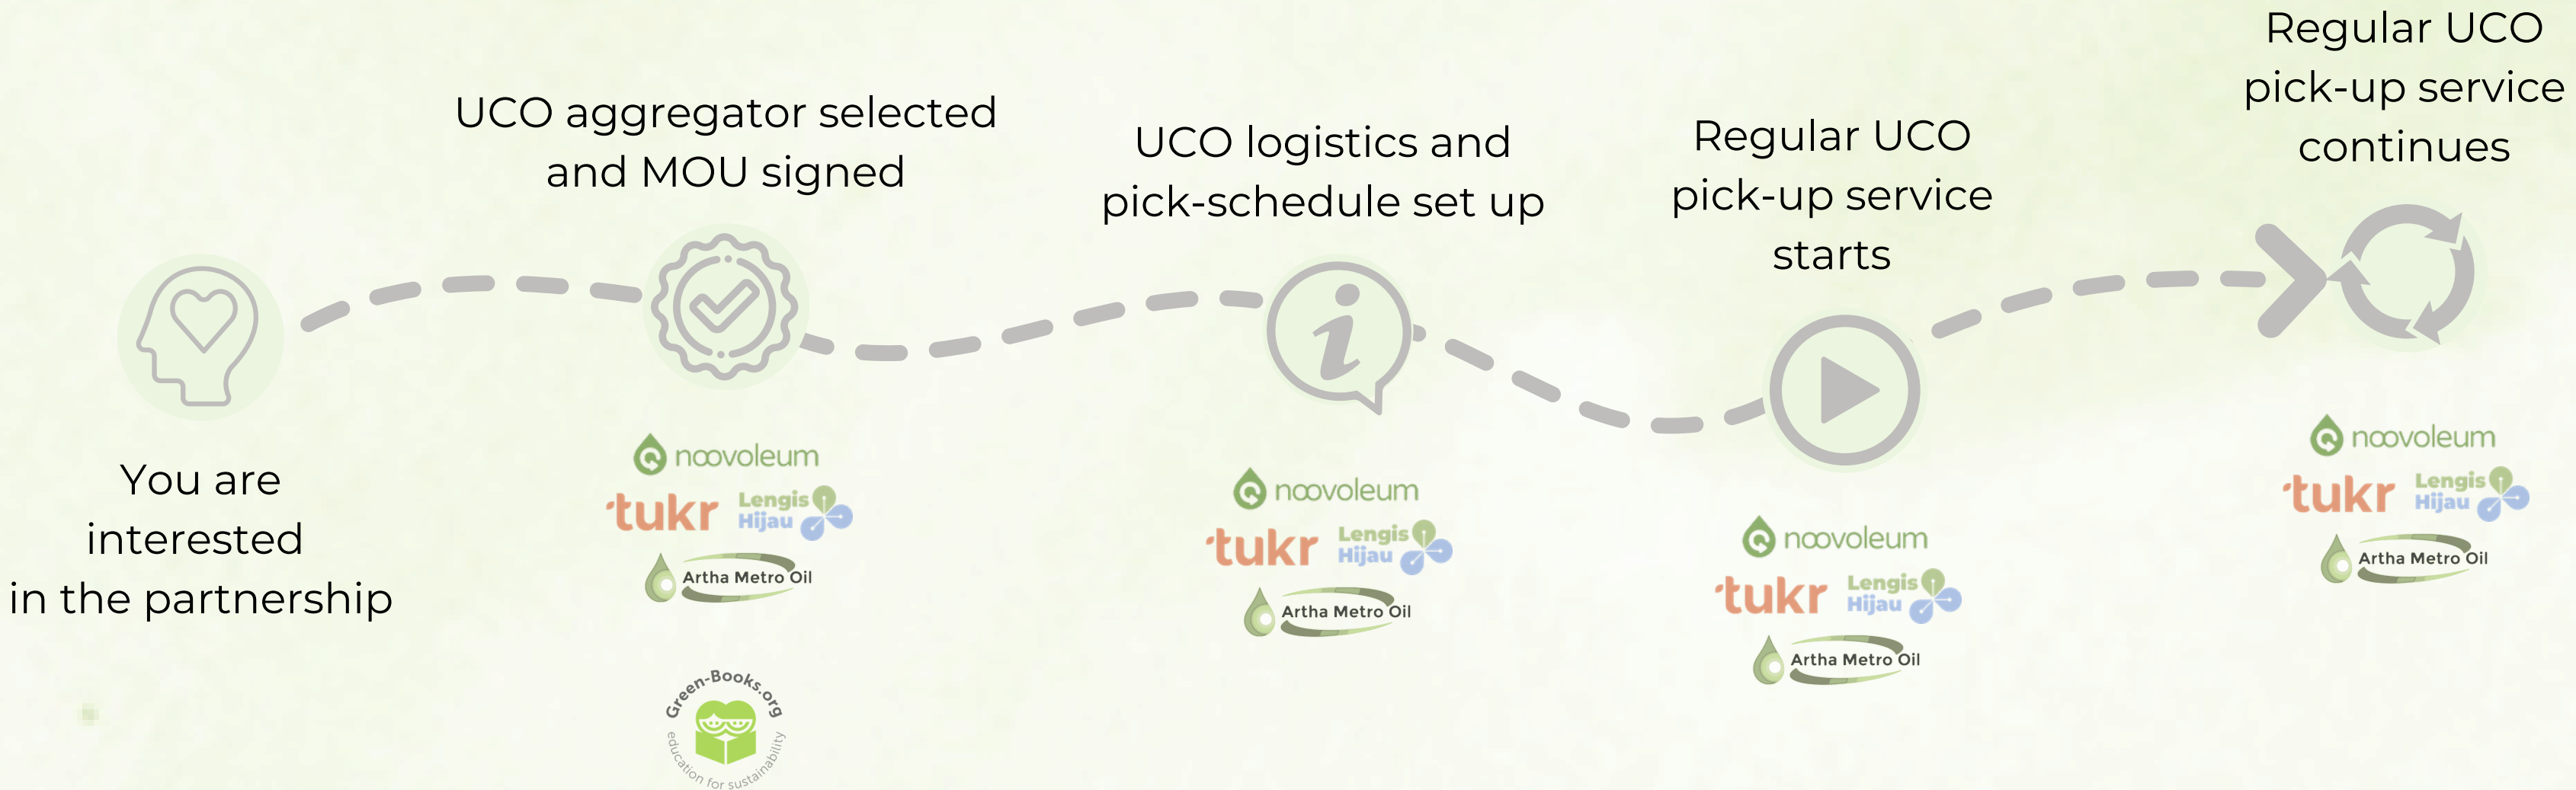 You are
interested
in the partnership
UCO aggregator selected
and MOU signed
noovoleum
tukr
Lengis
Hijau
Artha Metro Oil
Green-Books.org
education for sustainability
UCO logistics and
pick-schedule set up
i
noovoleum
tukr
Lengis
Hijau
Artha Metro Oil
Regular UCO
pick-up service
starts
noovoleum
tukr
Lengis
Hijau
Artha Metro Oil
Regular UCO
pick-up service
continues
noovoleum
tukr
Lengis
Hijau
Artha Metro Oil